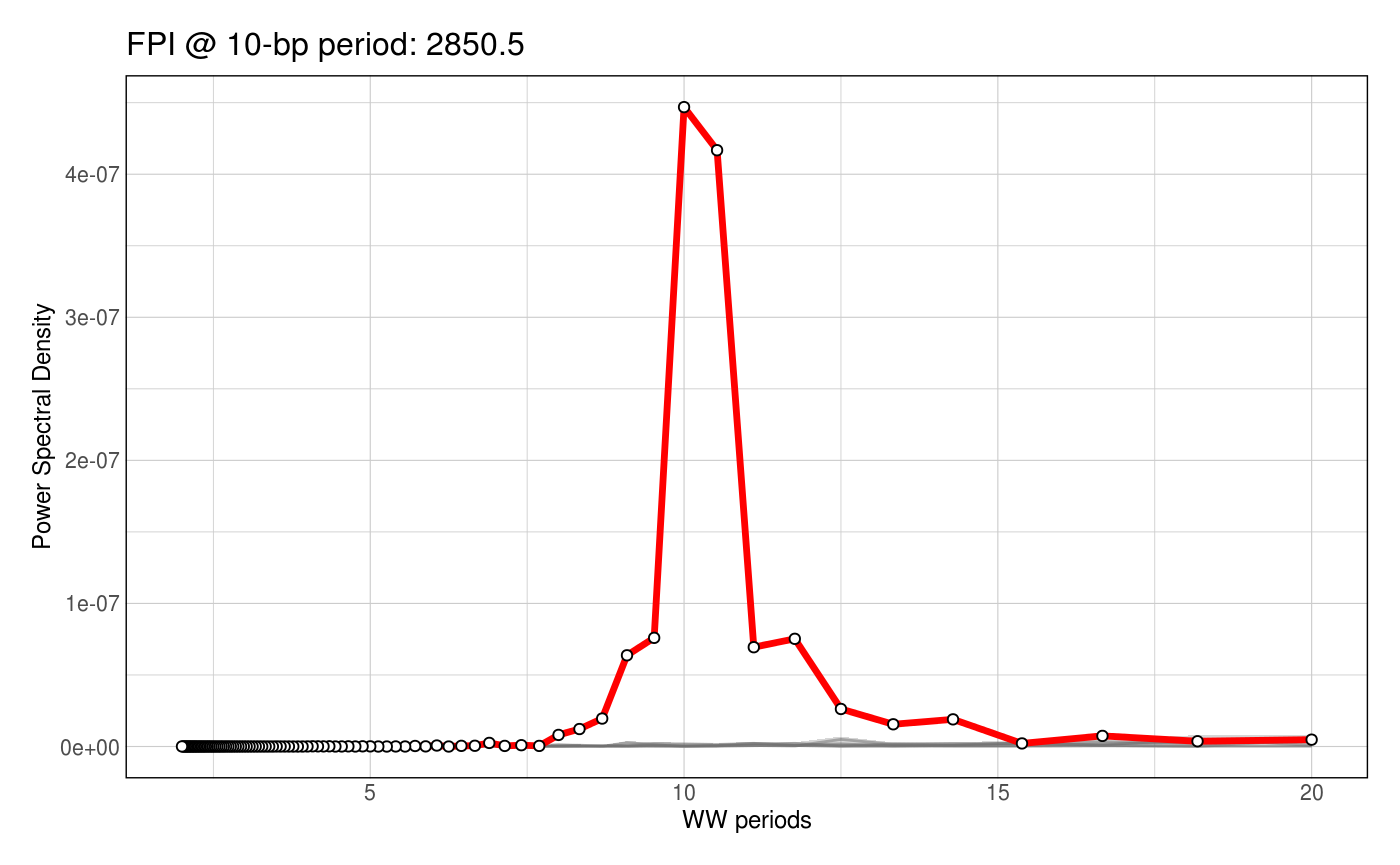 FPI @ 10-bp period: 2850.5
4e-07
3e-07
2e-07
1e-07
0e+00
Power Spectral Density
5 10 15 20
WW periods